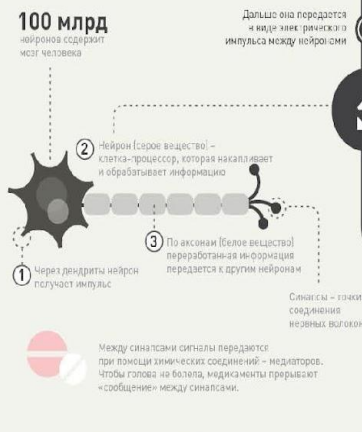 100 млрд
нейронов содержит
мозг человека
Дальше она передается
в виде электрического
импульса между нейронами
2 Нейрон (серое вещество) –
клетка-процессор, которая накапливает
и обрабатывает информацию
3 По аксонам (белое вещество)
переработанная информация
передается к другим нейронам
1 Через дендриты нейрон
получает импульс
Синапсы – точки
соединения
нервных волокон
Между синапсами сигналы передаются
при помощи химических соединений – медиаторов.
Чтобы голова не болела, медикаменты прерывают
«сообщение» между синапсами.